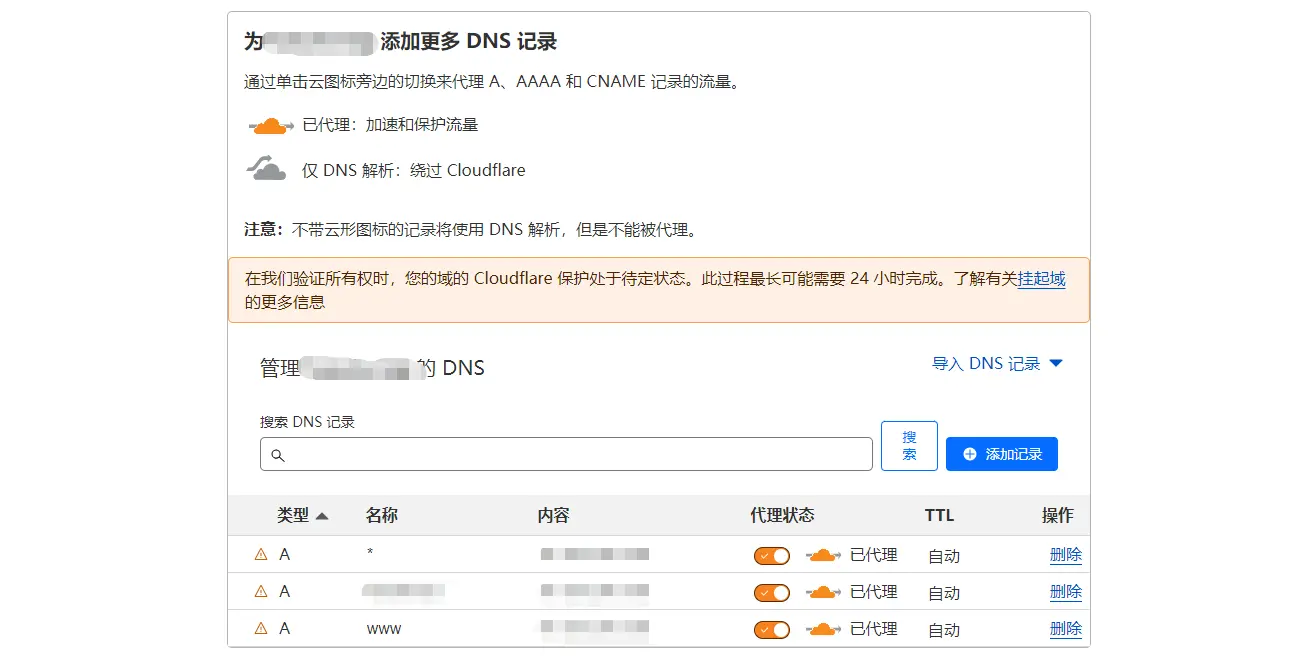 为 添加更多 DNS 记录
通过单击云图标旁边的切换来代理 A、AAAA 和 CNAME 记录的流量。
已代理：加速和保护流量
仅 DNS 解析：绕过 Cloudflare
注意：不带云形图标的记录将使用 DNS 解析，但是不能被代理。
在我们验证所有权时，您的域的 Cloudflare 保护处于待定状态。此过程最长可能需要 24 小时完成。了解有关挂起域
的更多信息
管理 的 DNS
导入 DNS 记录
搜索 DNS 记录
搜
索
添加记录
类型 名称 内容 代理状态 TTL 操作
A * 已代理 自动 删除
A 已代理 自动 删除
A www 已代理 自动 删除